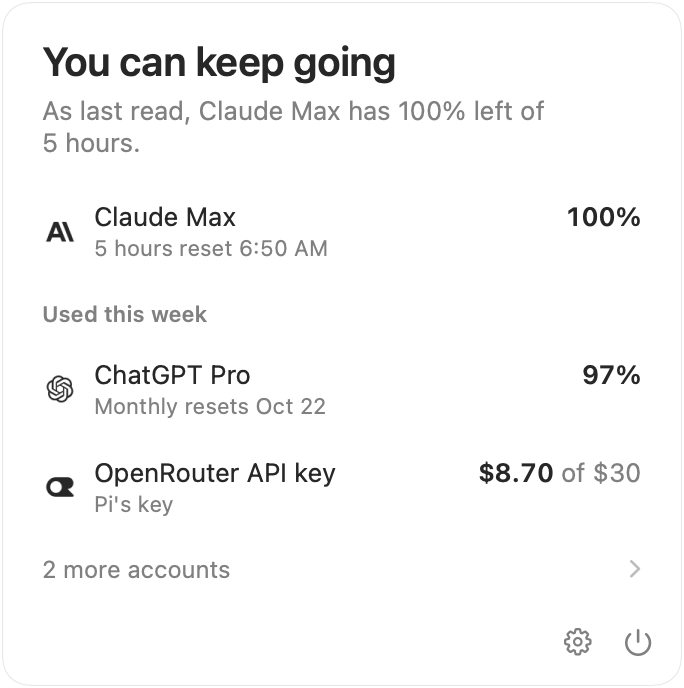 You can keep going
As last read, Claude Max has 100% left of
5 hours.
Claude Max
100%
5 hours reset 6:50 AM
Used this week
ChatGPT Pro
97%
Monthly resets Oct 22
OpenRouter API key
$8.70 of $30
Pi's key
2 more accounts